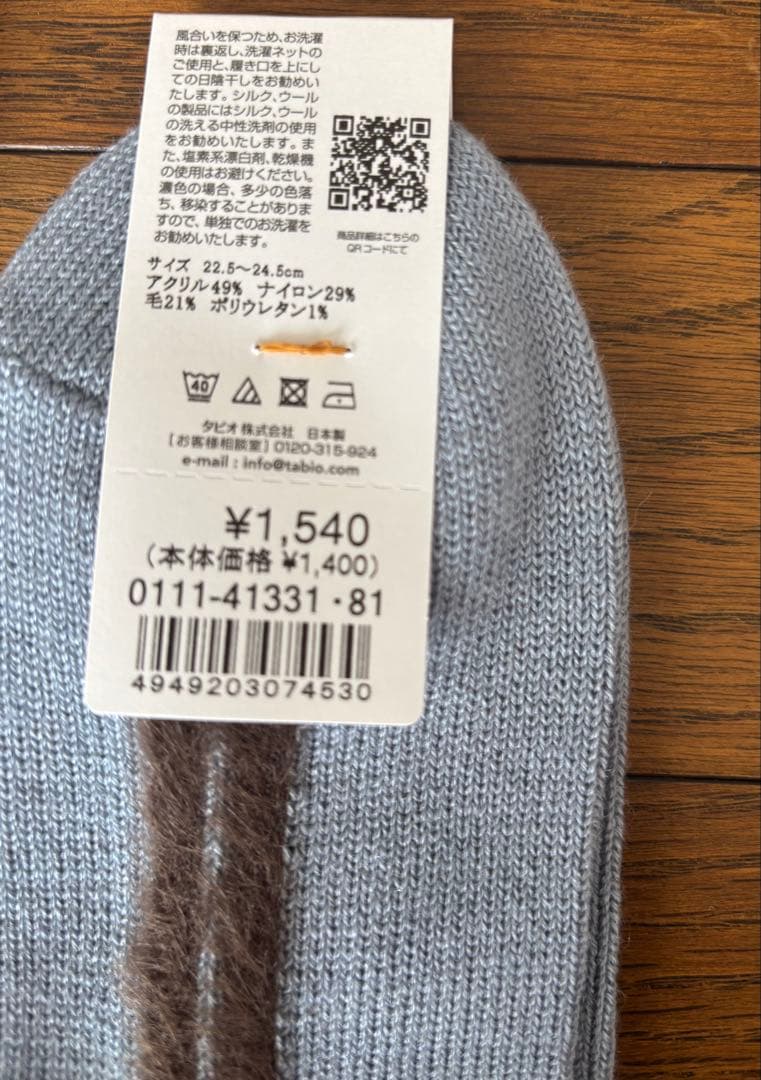 風合いを保つため、お洗濯
時は裏返し、洗濯ネットの
ご使用と、履き口を上にし
ての日陰干しをお勧めい
たします。シルク、ウール
の製品にはシルク、ウール
の洗える中性洗剤の使用
をお勧めいたします。ま
た、塩素系漂白剤、乾燥機
の使用はお避けください。
濃色の場合、多少の色落
ち、移染することがありま
すので、単独でのお洗濯を
お勧めいたします。
商品詳細はこちらの
QRコードにて
サイズ 22.5〜24.5cm
アクリル49% ナイロン29%
毛21% ポリウレタン1%
40
タビオ株式会社 日本製
[お客様相談室] 0120-315-924
e-mail : info@tabio.com
¥1,540
(本体価格 ¥1,400)
0111-41331・81
4949203074530